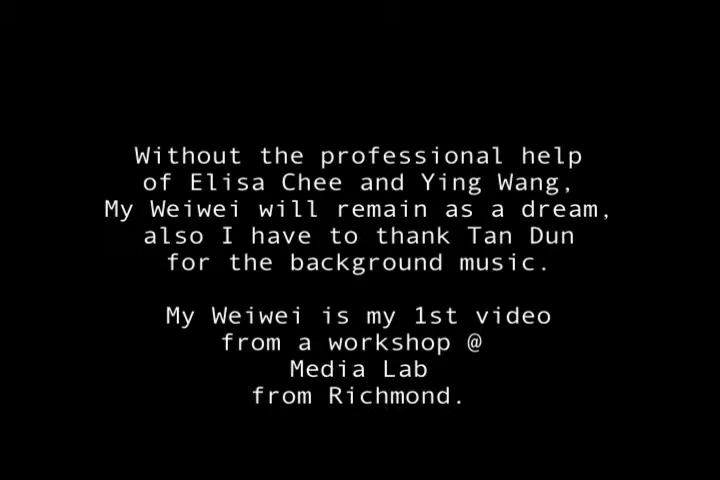 Without the professional help
of Elisa Chee and Ying Wang,
My Weiwei will remain as a dream,
also I have to thank Tan Dun
for the background music.
My Weiwei is my 1st video
from a workshop @
Media Lab
from Richmond.